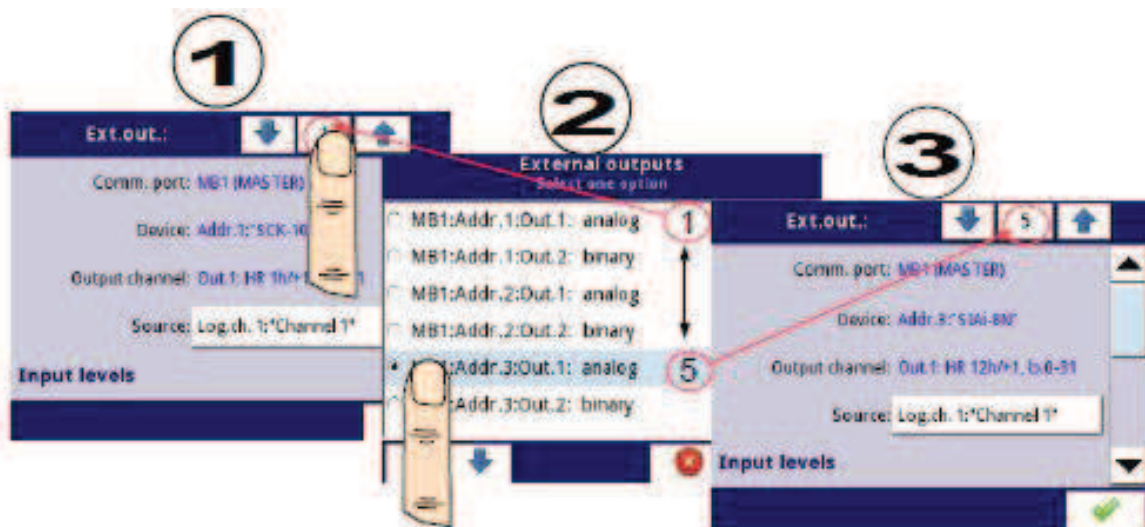 1
Ext.out.:
Comm. port: MB1 (MASTER)
Device: Addr.1:"SCK-
Output channel: Out.1: HR 1h/+1
Source: Log.ch. 1:"Channel 1"
Input levels
2
External outputs
Select one option
MB1:Addr.1:Out.1: analog
1
MB1:Addr.1:Out.2: binary
MB1:Addr.2:Out.1: analog
MB1:Addr.2:Out.2: binary
:Addr.3:Out.1: analog
5
Addr.3:Out.2: binary
3
Ext.out.:
5
Comm. port: MB1 (MASTER)
Device: Addr.3:"SIAi-8N"
Output channel: Out.1: HR 12h/+1, b.0-31
Source: Log.ch. 1:"Channel 1"
Input levels